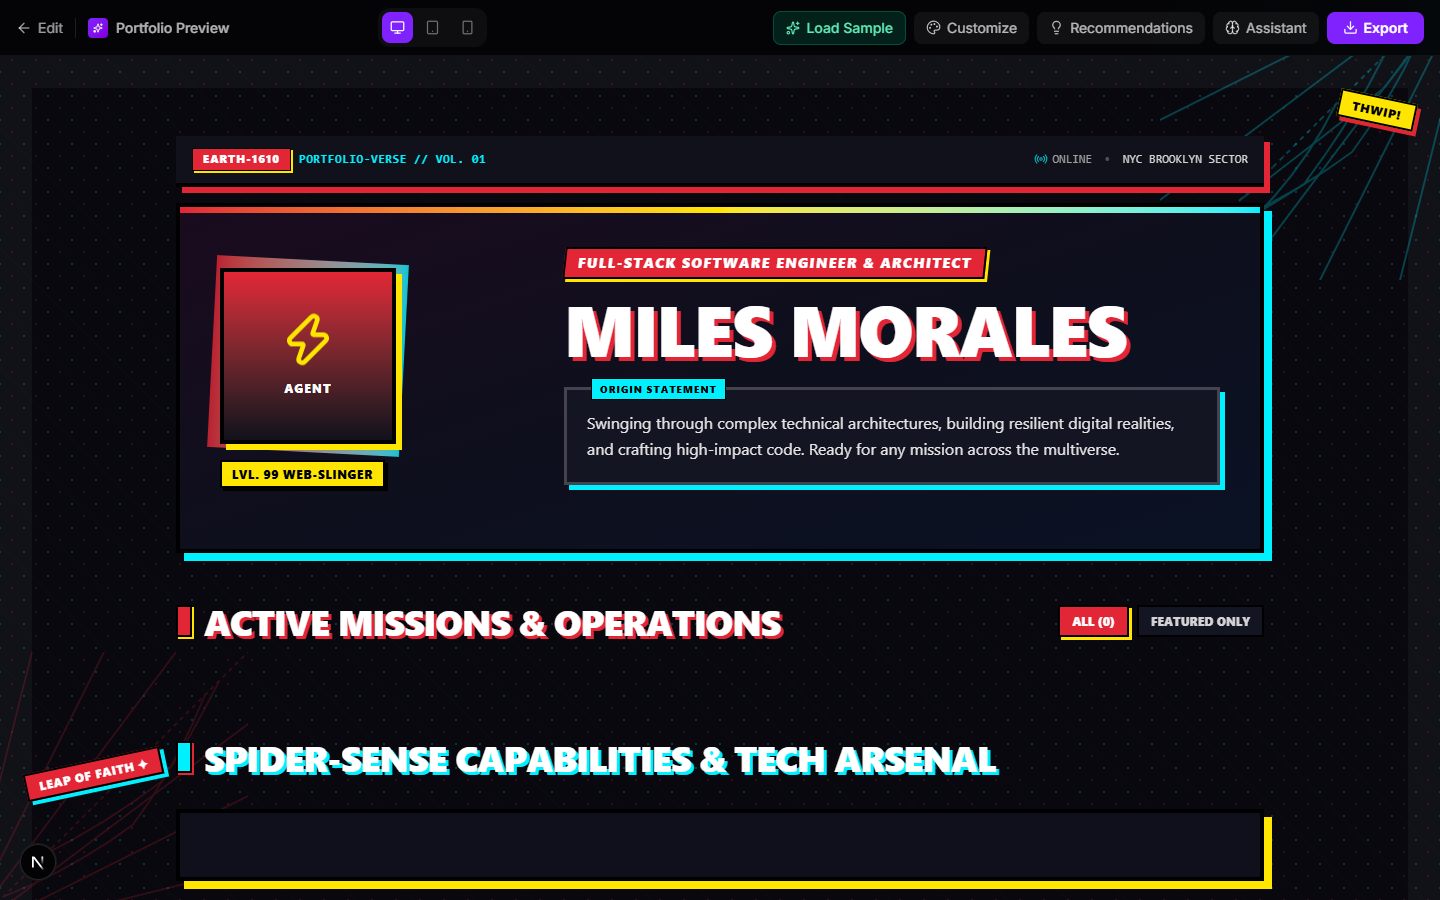 Edit
Portfolio Preview
Load Sample
Customize
Recommendations
Assistant
Export
THWIP!
EARTH-1610
PORTFOLIO-VERSE // VOL. 01
ONLINE • NYC BROOKLYN SECTOR
FULL-STACK SOFTWARE ENGINEER & ARCHITECT
MILES MORALES
AGENT
LVL. 99 WEB-SLINGER
ORIGIN STATEMENT
Swinging through complex technical architectures, building resilient digital realities,
and crafting high-impact code. Ready for any mission across the multiverse.
ACTIVE MISSIONS & OPERATIONS
ALL (0)
FEATURED ONLY
SPIDER-SENSE CAPABILITIES & TECH ARSENAL
LEAP OF FAITH ✦
N